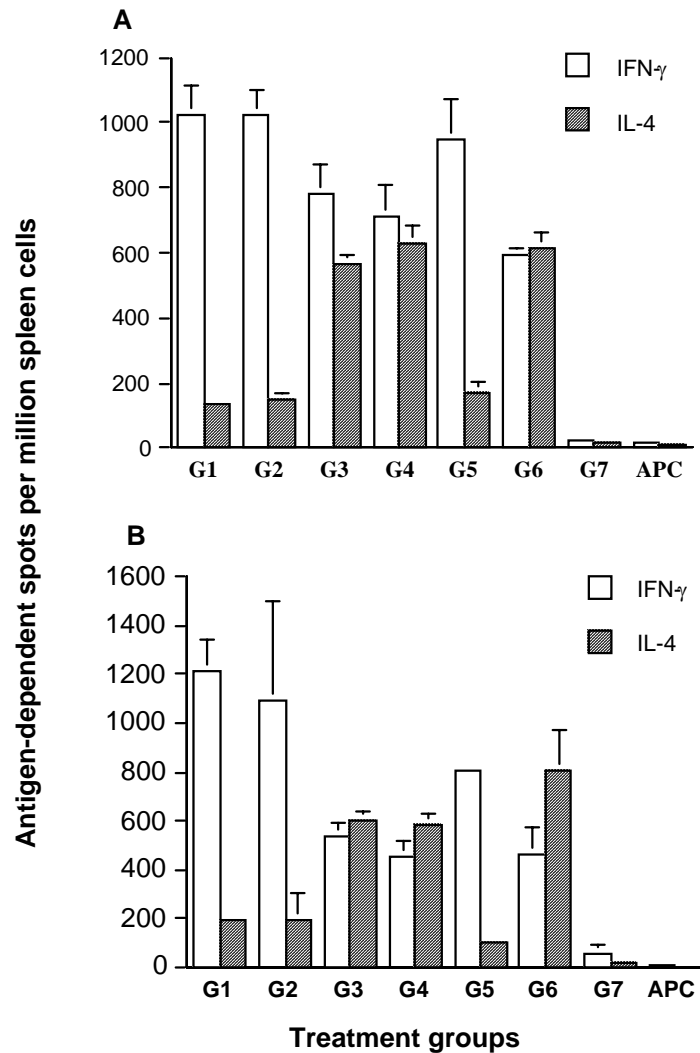 A
1200
1000
800
600
400
200
0
IFN-γ
IL-4
G1 G2 G3 G4 G5 G6 G7 APC
B
1600
1400
1200
1000
800
600
400
200
0
IFN-γ
IL-4
G1 G2 G3 G4 G5 G6 G7 APC
Antigen-dependent spots per million spleen cells
Treatment groups